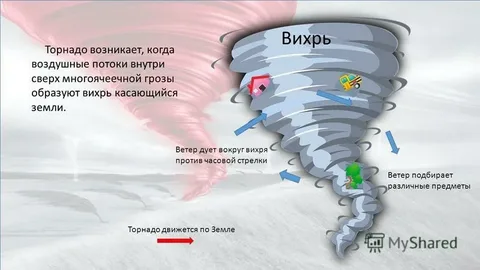 Вихрь
Торнадо возникает, когда
воздушные потоки внутри
сверх многоячеечной грозы
образуют вихрь касающийся
земли.
Ветер дует вокруг вихря
против часовой стрелки
Ветер подбирает
различные предметы
Торнадо движется по Земле
MyShared